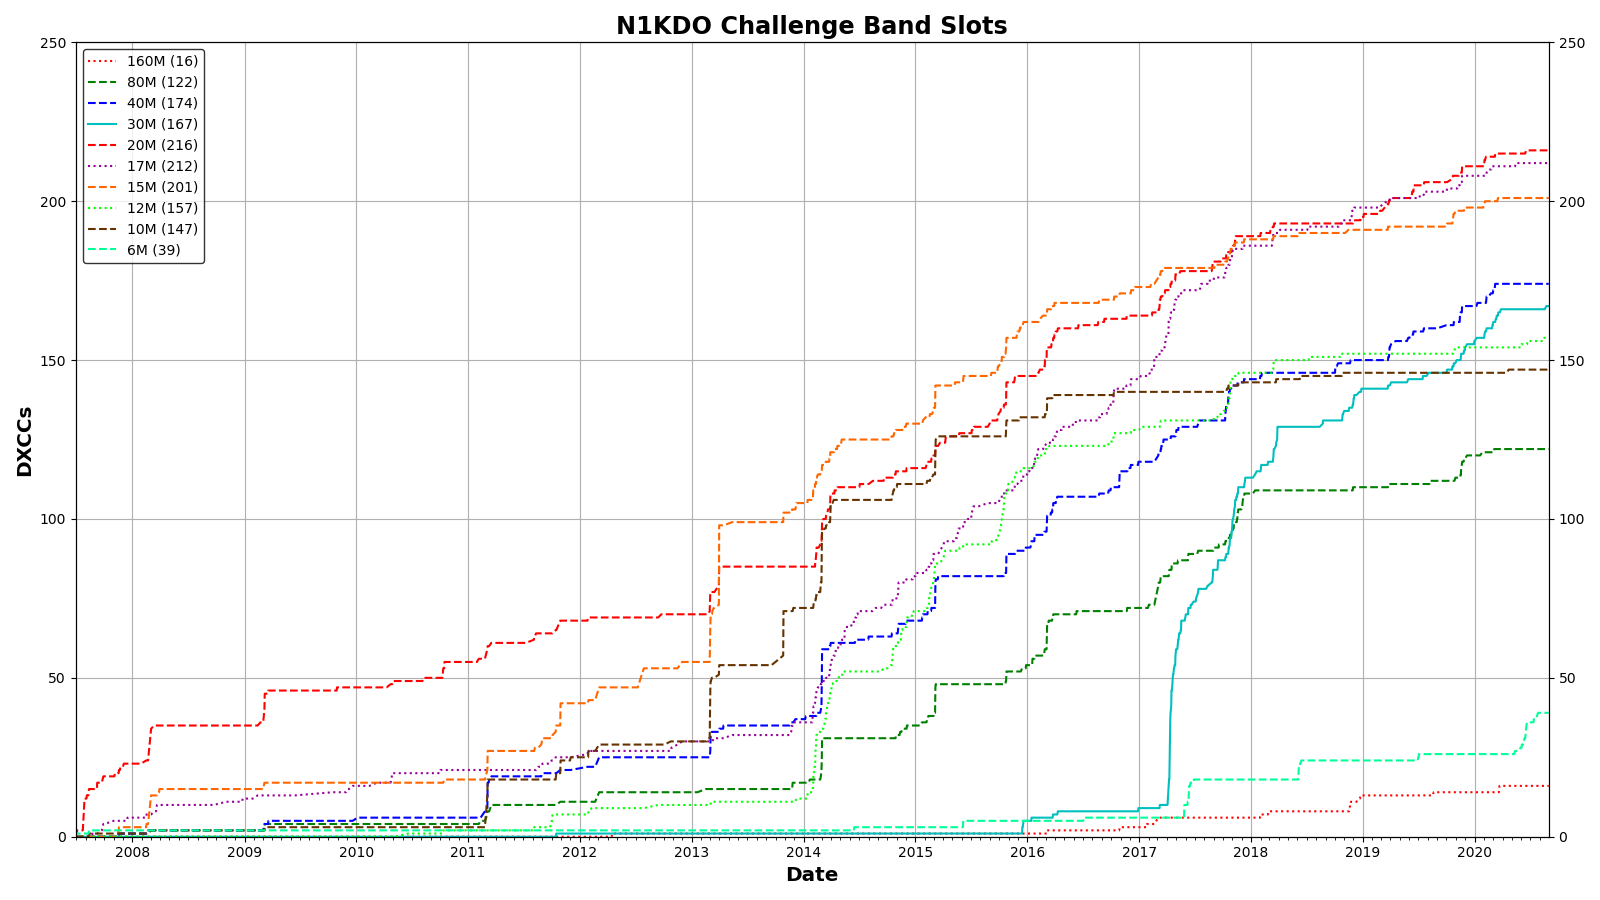 N1KDO Challenge Band Slots
250
200
150
100
50
0
DXCCs
160M (16)
80M (122)
40M (174)
30M (167)
20M (216)
17M (212)
15M (201)
12M (157)
10M (147)
6M (39)
250
200
150
100
50
0
2008 2009 2010 2011 2012 2013 2014 2015 2016 2017 2018 2019 2020
Date